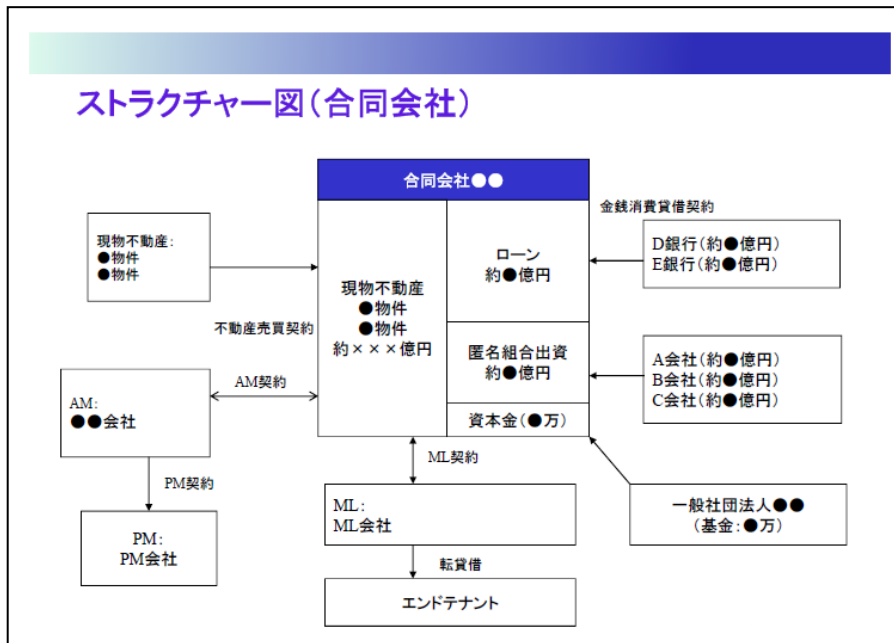 ストラクチャー図(合同会社)
合同会社●●
現物不動産:
●物件
●物件
不動産売買契約
現物不動産
●物件
●物件
約×××億円
ローン
約●億円
匿名組合出資
約●億円
資本金(●万)
金銭消費貸借契約
D銀行(約●億円)
E銀行(約●億円)
A会社(約●億円)
B会社(約●億円)
C会社(約●億円)
一般社団法人●●
(基金:●万)
AM契約
AM:
●●会社
PM契約
PM:
PM会社
ML契約
ML:
ML会社
転貸借
エンドテナント